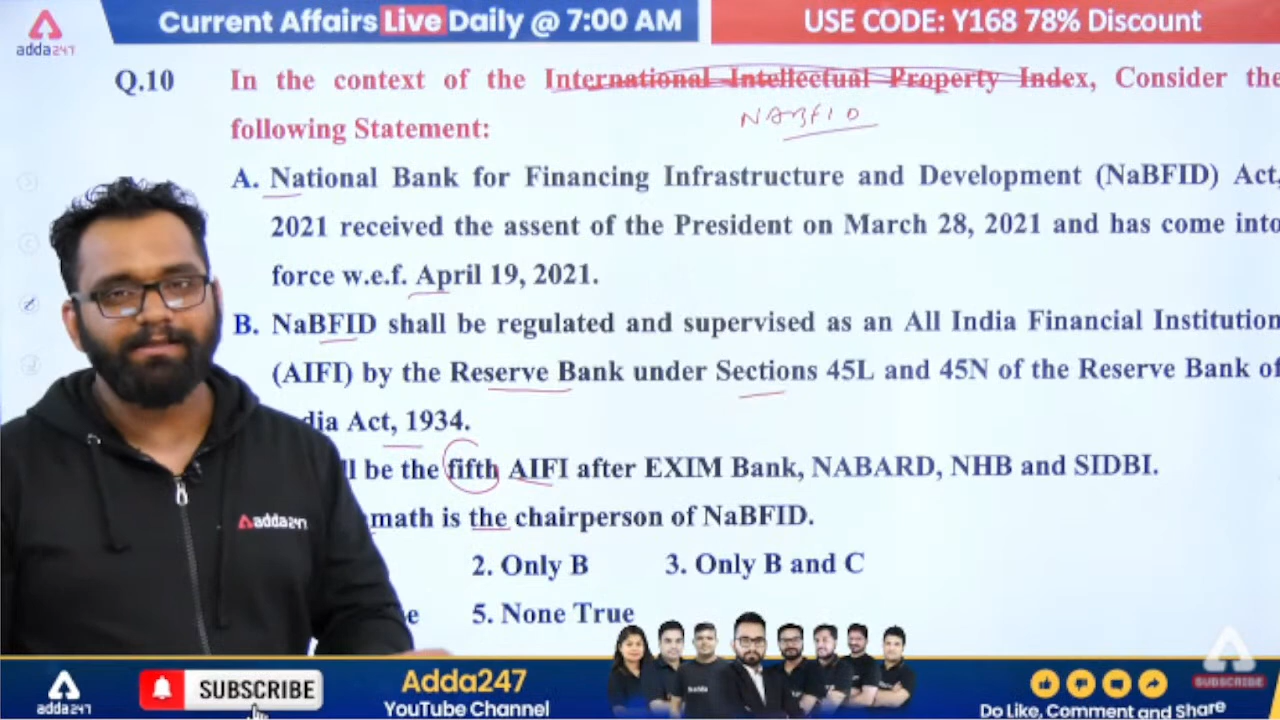 adda247
Current Affairs Live Daily @ 7:00 AM
USE CODE: Y168 78% Discount
Q.10 In the context of the International Intellectual Property Index, Consider the
NABFID
following Statement:
A. National Bank for Financing Infrastructure and Development (NaBFID) Act,
2021 received the assent of the President on March 28, 2021 and has come into
force w.e.f. April 19, 2021.
B. NaBFID shall be regulated and supervised as an All India Financial Institution
(AIFI) by the Reserve Bank under Sections 45L and 45N of the Reserve Bank of
dia Act, 1934.
ll be the fifth AIFI after EXIM Bank, NABARD, NHB and SIDBI.
math is the chairperson of NaBFID.
2. Only B 3. Only B and C
e 5. None True
adda247
adda247
SUBSCRIBE
Adda247
YouTube Channel
SUBSCRIBE
Do Like, Comment and Share